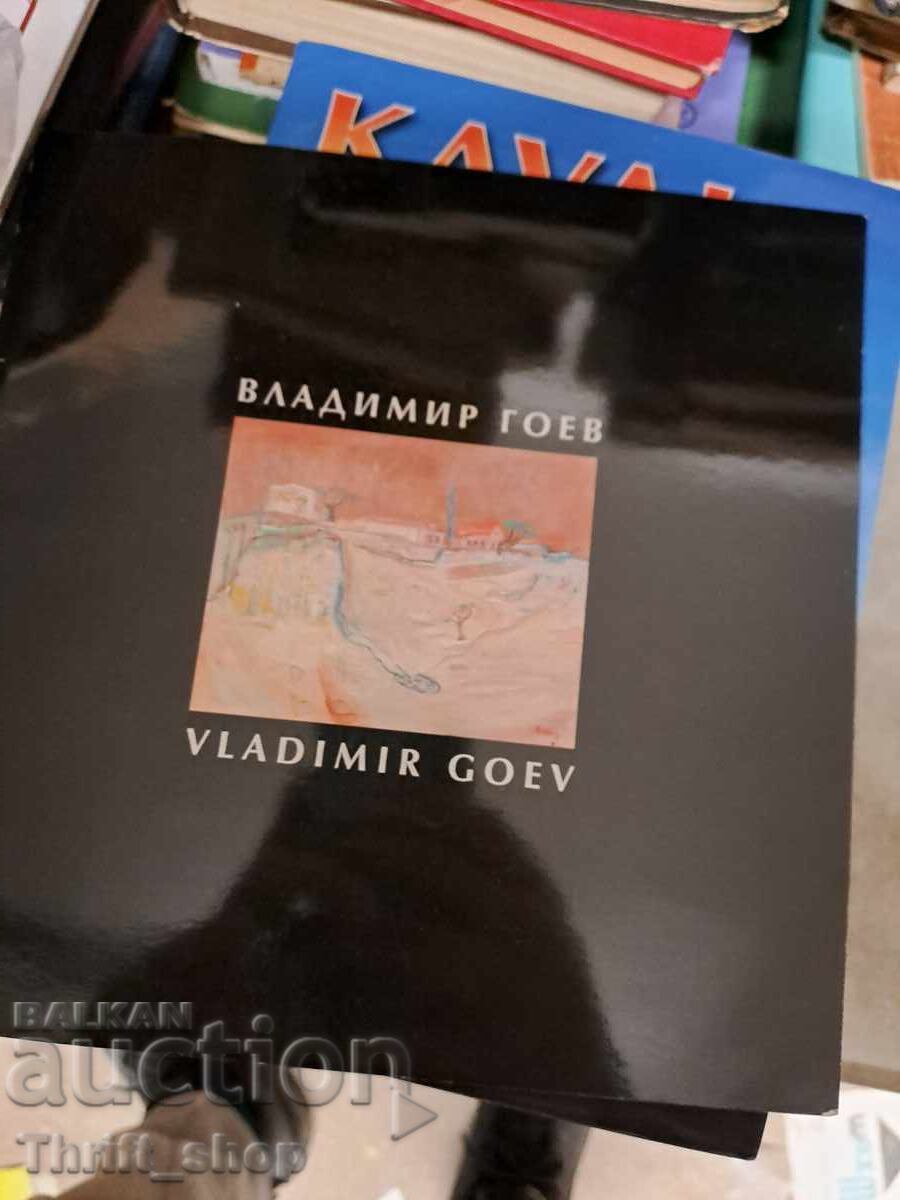 ВЛАДИМИР ГОЕВ
VLADIMIR GOEV
BALKAN
auction
Thrift_shop